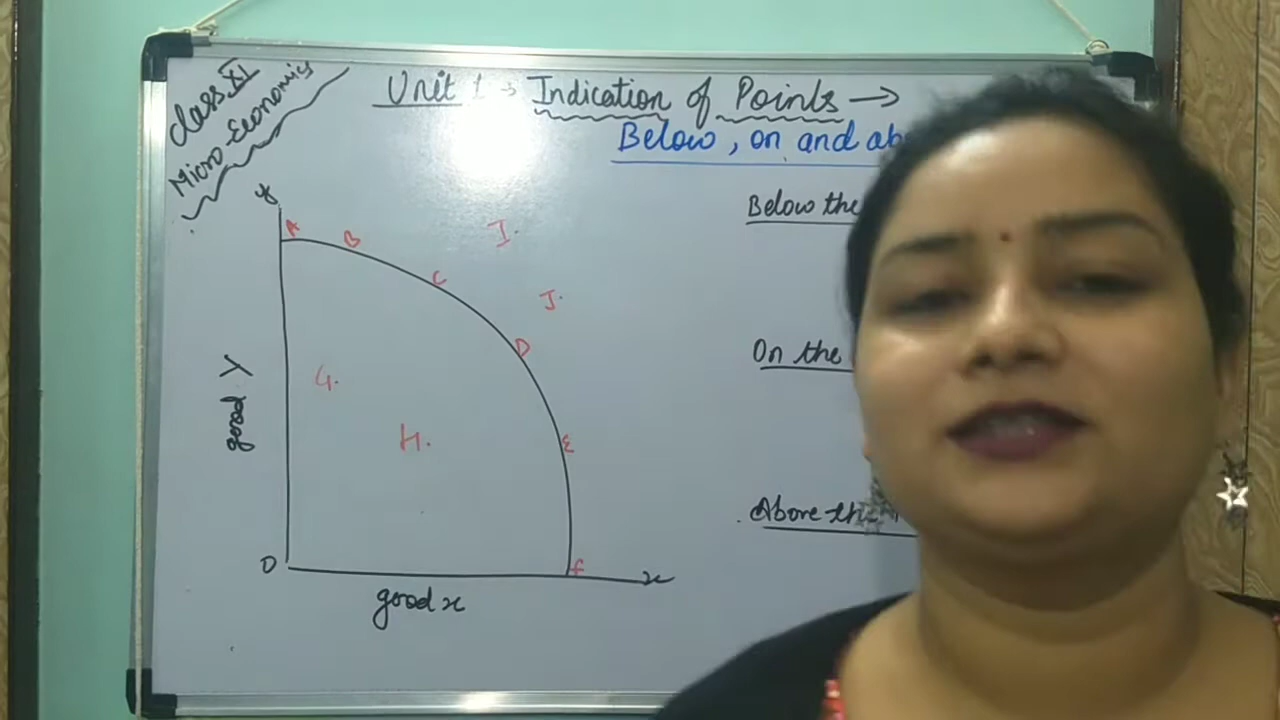 Class XI
Micro-Economics
Unit 1 → Indication of Points →
Below, on and ab
y
A
B
I.
Below the
C
J.
D
On the
good Y
G.
H.
E
Above the
O
F
x
good x